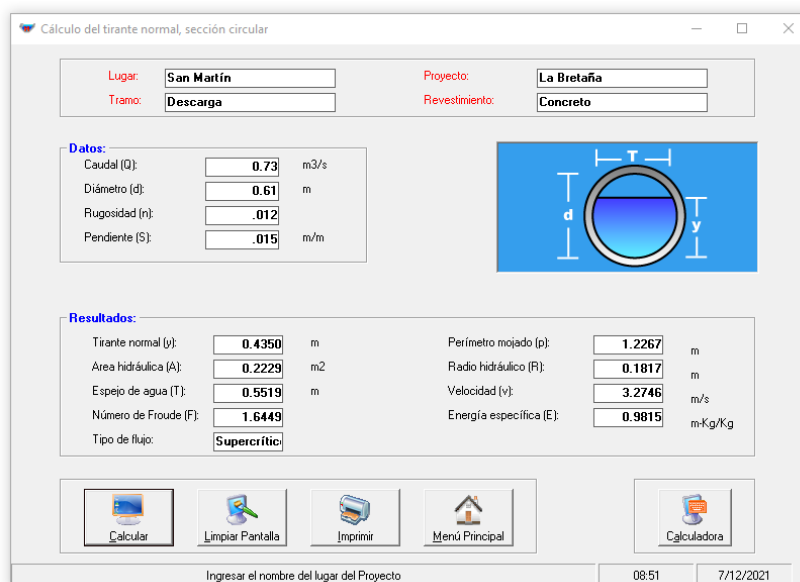 Cálculo del tirante normal, sección circular
Lugar: San Martín Proyecto: La Bretaña
Tramo: Descarga Revestimiento: Concreto
Datos:
Caudal (Q): 0.73 m3/s
Diámetro (d): 0.61 m
Rugosidad (n): .012
Pendiente (S): .015 m/m
T
d
y
Resultados:
Tirante normal (y): 0.4350 m Perímetro mojado (p): 1.2267 m
Area hidráulica (A): 0.2229 m2 Radio hidráulico (R): 0.1817 m
Espejo de agua (T): 0.5519 m Velocidad (v): 3.2746 m/s
Número de Froude (F): 1.6449 Energía específica (E): 0.9815 m-Kg/Kg
Tipo de flujo: Supercrític
Calcular Limpiar Pantalla Imprimir Menú Principal Calculadora
Ingresar el nombre del lugar del Proyecto 08:51 7/12/2021